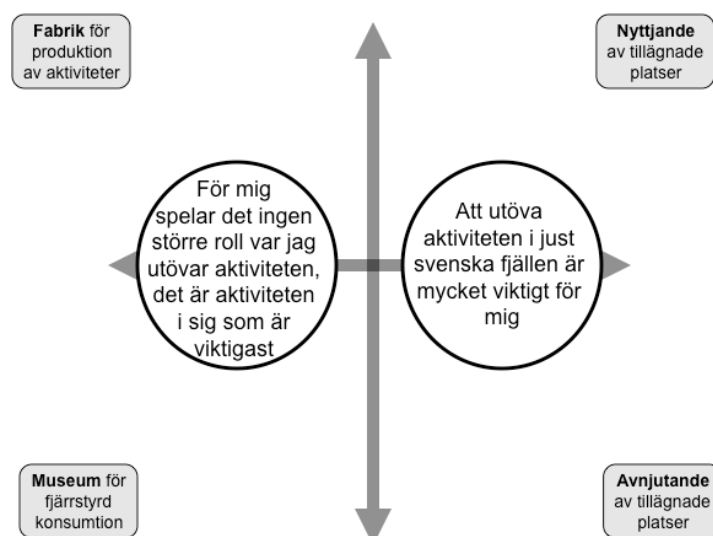 Fabrik för
produktion
av aktiviteter
Nyttjande
av tillägnade
platser
För mig
spelar det ingen
större roll var jag
utövar aktiviteten,
det är aktiviteten
i sig som är
viktigast
Att utöva
aktiviteten i just
svenska fjällen är
mycket viktigt för
mig
Museum för
fjärrstyrd
konsumtion
Avnjutande
av tillägnade
platser